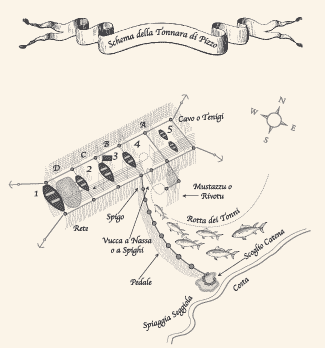 Schema della Tonnara di Pizzo
N
W
E
S
Cavo o Tenigi
A
B
C
D
1
2
3
4
5
Mustazzu o
Rivotu
Spigo
Rete
Rotta dei Tonni
Vucca a Nassa
o a Spighi
Pedale
Scoglio Catena
Costa
Spiaggia Seggiola